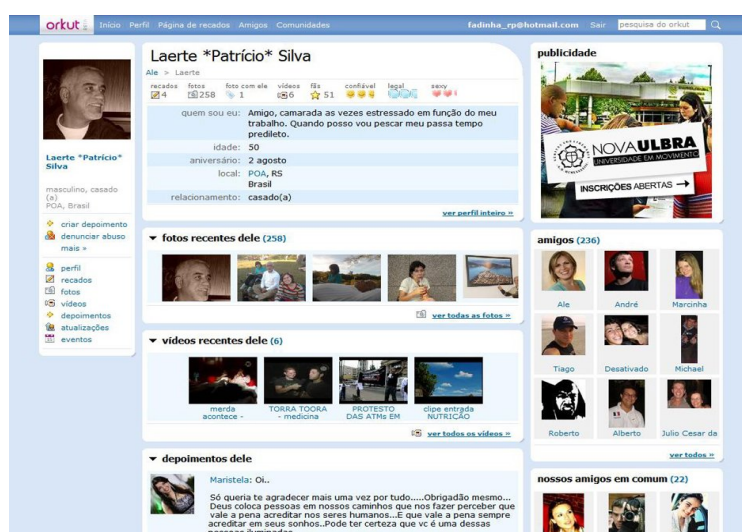 orkut
Início Perfil Página de recados Amigos Comunidades
fadinha_rp@hotmail.com Sair pesquisa do orkut
Laerte *Patrício* Silva
masculino, casado(a)
POA, Brasil
criar depoimento
denunciar abuso
mais »
perfil
recados
fotos
vídeos
depoimentos
atualizações
eventos
Laerte *Patrício* Silva
Ale > Laerte
recados fotos foto com ele vídeos fãs confiável legal sexy
4 258 1 6 51
quem sou eu: Amigo, camarada as vezes estressado em função do meu
trabalho. Quando posso vou pescar meu passa tempo
predileto.
idade: 50
aniversário: 2 agosto
local: POA, RS
Brasil
relacionamento: casado(a)
ver perfil inteiro »
fotos recentes dele (258)
ver todas as fotos »
vídeos recentes dele (6)
merda acontece -
TORRA TOORA - medicina
PROTESTO DAS ATMs EM
clipe entrada NUTRIÇÃO
ver todos os vídeos »
depoimentos dele
Maristela: Oi..
Só queria te agradecer mais uma vez por tudo.....Obrigadão mesmo...
Deus coloca pessoas em nossos caminhos que nos fazer perceber que
vale a pena acreditar nos seres humanos...E que vale a pena sempre
acreditar em seus sonhos..Pode ter certeza que vc é uma dessas
publicidade
NOVAULBRA
UNIVERSIDADE EM MOVIMENTO
INSCRIÇÕES ABERTAS →
amigos (236)
Ale André Marcinha
Tiago Desativado Michael
Roberto Alberto Julio Cesar da
ver todos »
nossos amigos em comum (22)